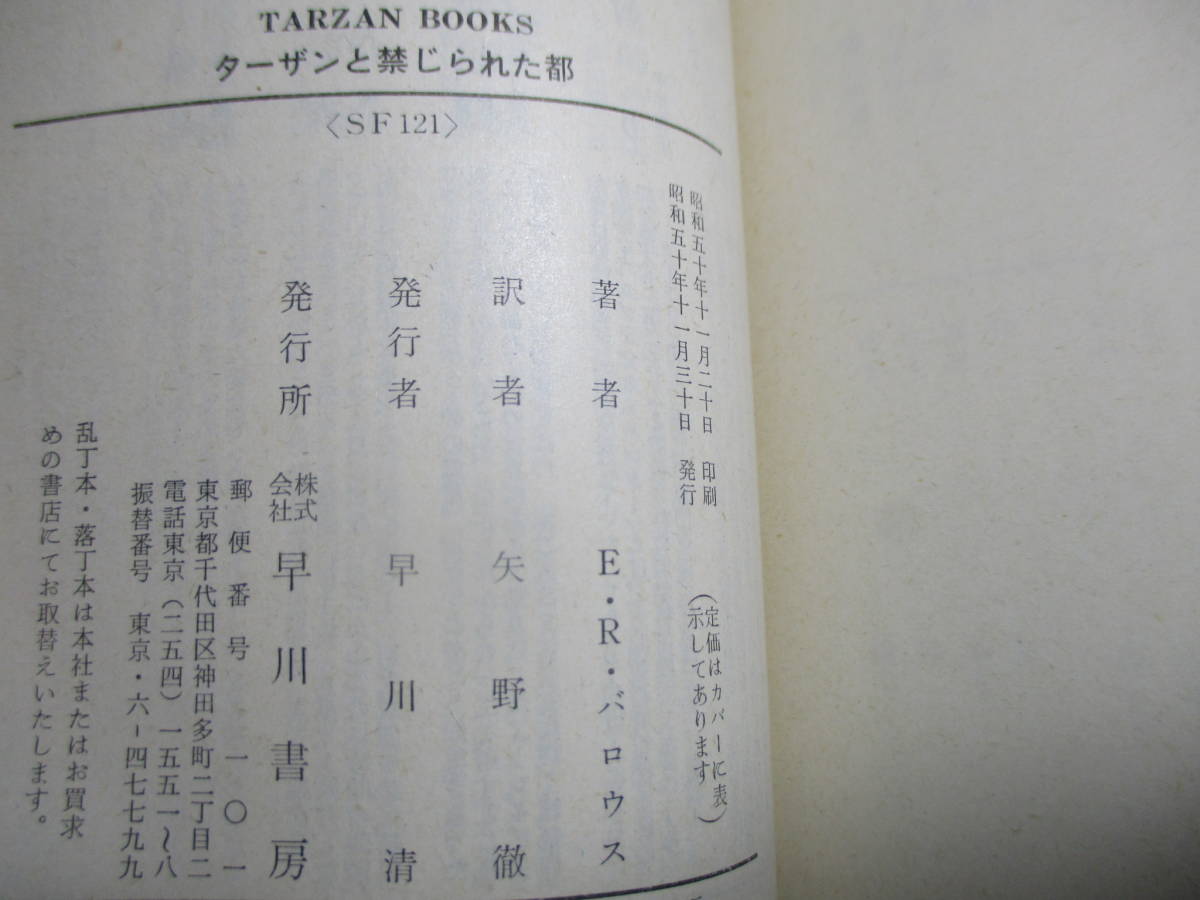 TARZAN BOOKS
ターザンと禁じられた都
〈SF121〉
昭和五十年十一月二十日 印刷
昭和五十年十一月三十日 発行
(定価はカバーに表
示してあります)
著者 E・R・バロウス
訳者 矢野徹
発行者 早川清
発行所 株式会社 早川書房
郵便番号 一〇一
東京都千代田区神田多町二丁目二
電話東京(二五四)一五五一〜八
振替番号 東京・六-四七七九九
乱丁本・落丁本は本社またはお買求
めの書店にてお取替えいたします。